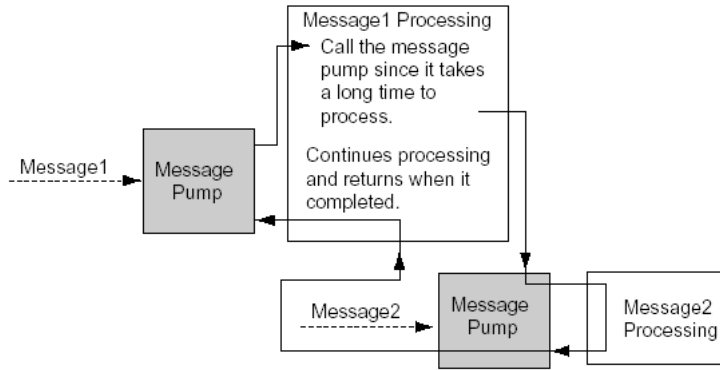 Message1 Processing
Call the message
pump since it takes
a long time to
process.
Continues processing
and returns when it
completed.
Message1
Message
Pump
Message2
Message
Pump
Message2
Processing